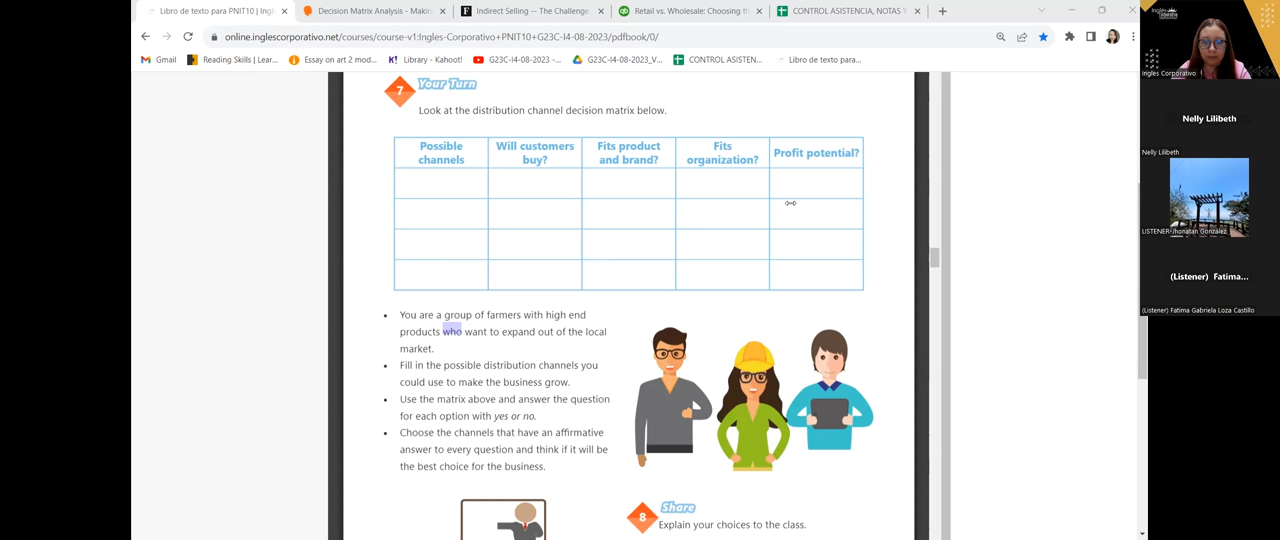 Libro de texto para PNIT10 | Ingl
Decision Matrix Analysis - Makin
Indirect Selling -- The Challenge
Retail vs. Wholesale: Choosing th
CONTROL ASISTENCIA, NOTAS Y
online.inglescorporativo.net/courses/course-v1:Ingles-Corporativo+PNIT10+G23C-I4-08-2023/pdfbook/0/
Gmail
Reading Skills | Lear...
Essay on art 2 mod...
K! Library - Kahoot!
G23C-I4-08-2023 -...
G23C-I4-08-2023_V...
CONTROL ASISTEN...
Libro de texto para...
7 Your Turn
Look at the distribution channel decision matrix below.
Possible channels
Will customers buy?
Fits product and brand?
Fits organization?
Profit potential?
• You are a group of farmers with high end
products who want to expand out of the local
market.
• Fill in the possible distribution channels you
could use to make the business grow.
• Use the matrix above and answer the question
for each option with yes or no.
• Choose the channels that have an affirmative
answer to every question and think if it will be
the best choice for the business.
8 Share
Explain your choices to the class.
Ingles Corporativo
Nelly Lilibeth
Nelly Lilibeth
LISTENER-Jhonatan Gonzalez
(Listener) Fatima...
(Listener) Fatima Gabriela Loza Castillo